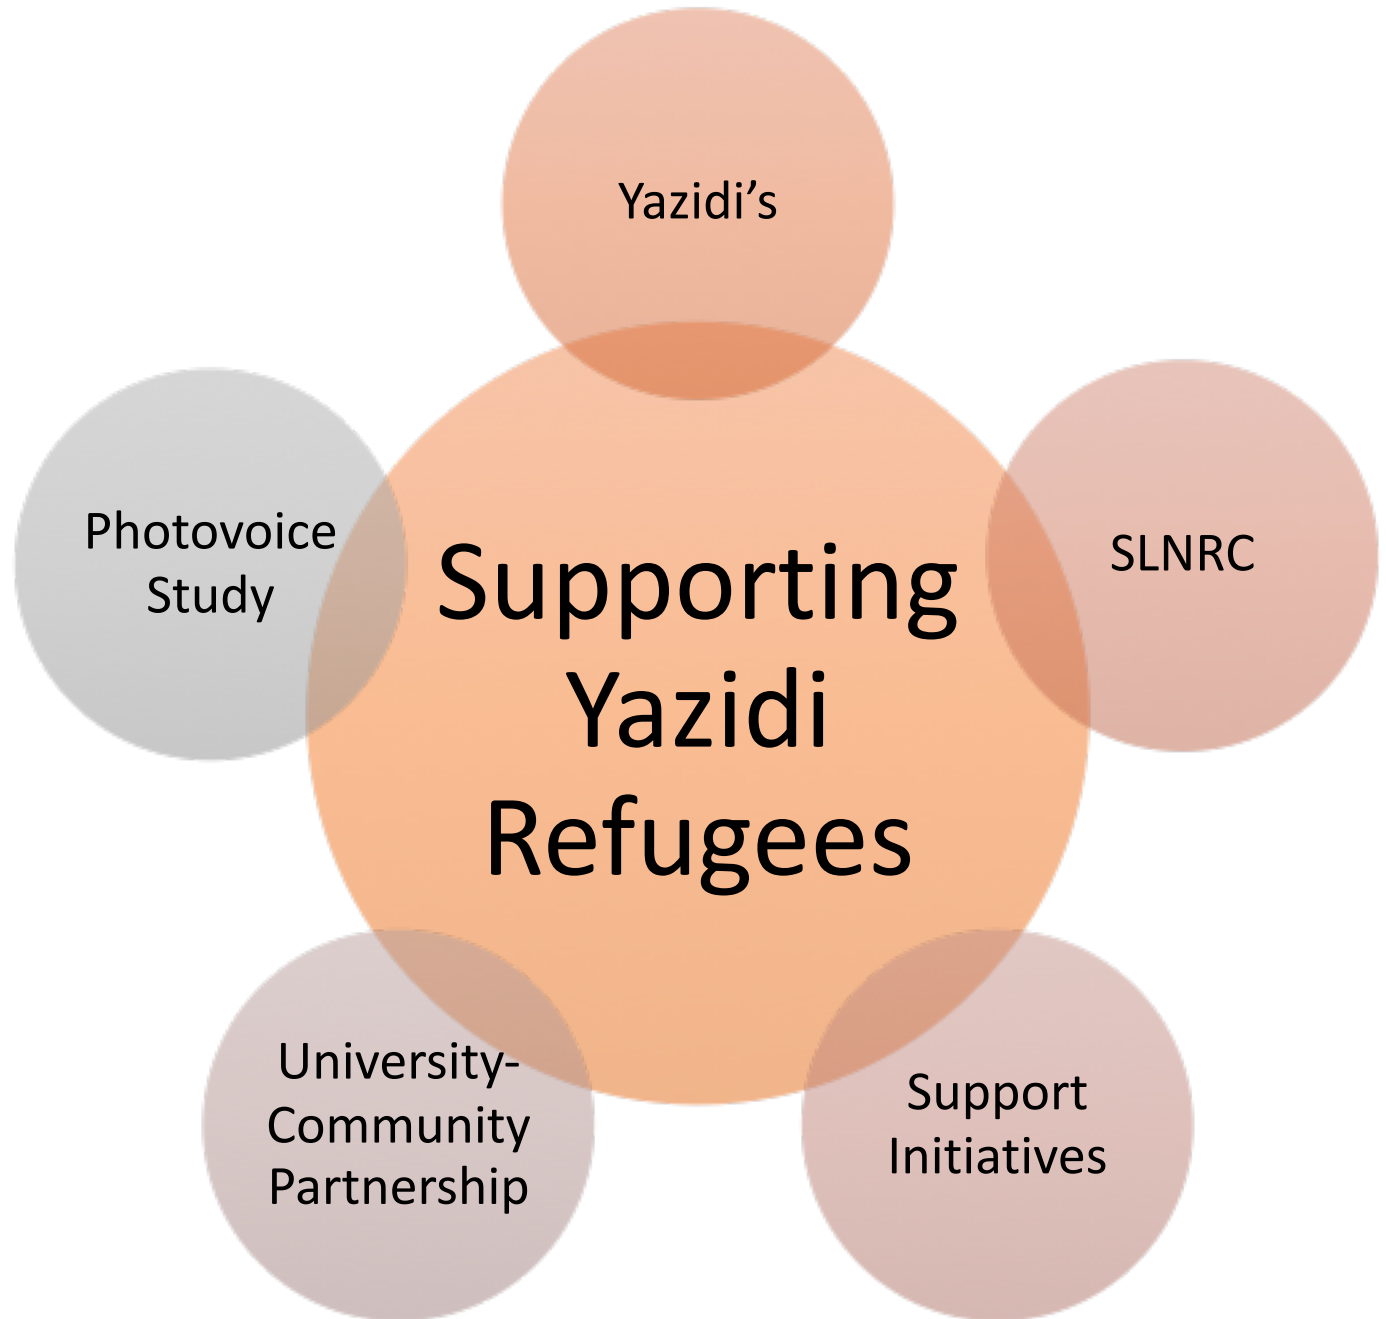 Yazidi’s
Photovoice
Study
SLNRC
Supporting
Yazidi
Refugees
University-
Community
Partnership
Support
Initiatives